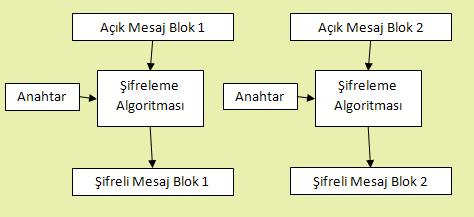 Açık Mesaj Blok 1
Açık Mesaj Blok 2
Anahtar
Şifreleme
Algoritması
Anahtar
Şifreleme
Algoritması
Şifreli Mesaj Blok 1
Şifreli Mesaj Blok 2